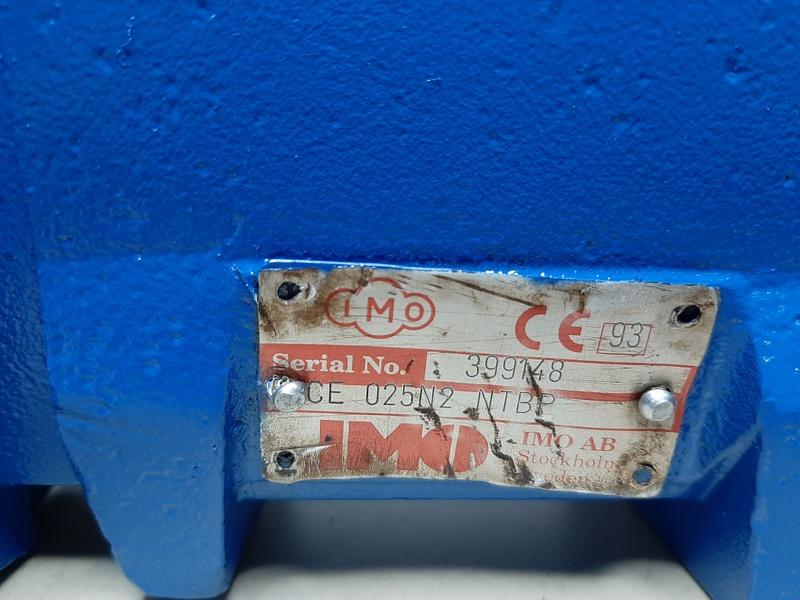 IMO
CE 93
Serial No. 399148
CE 025N2 NTBP
IMO IMO AB
Stockholm